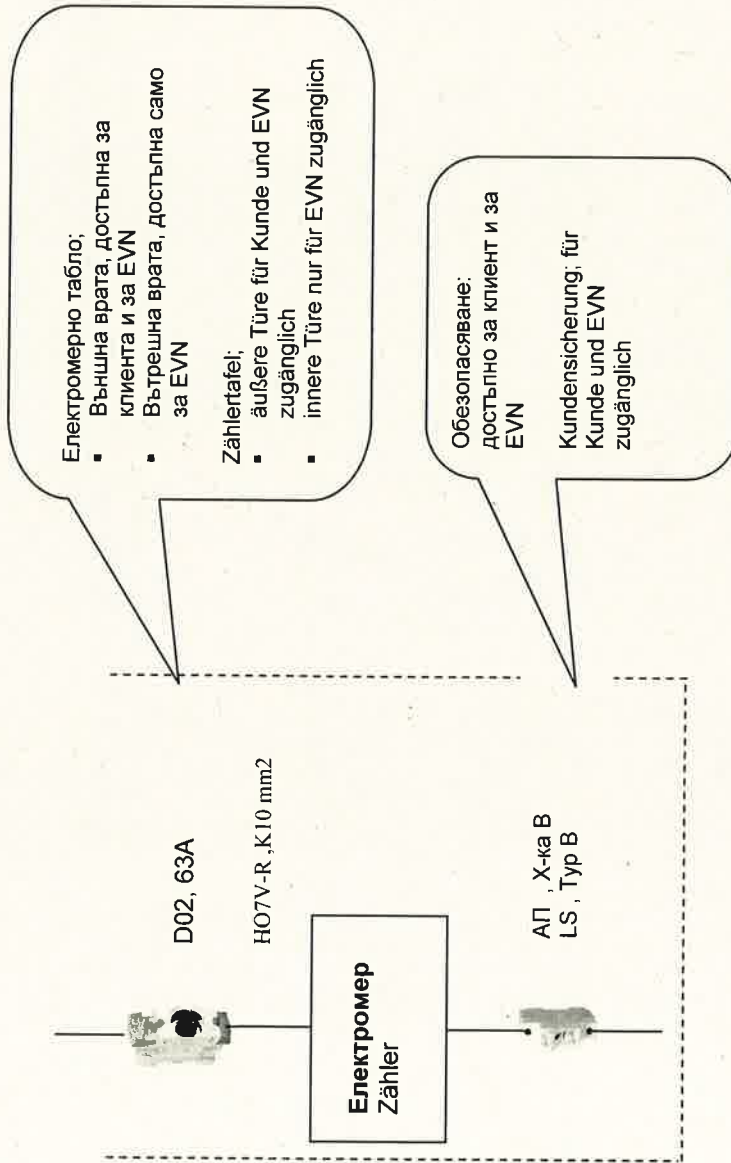 Електромерно табло;
▪ Външна врата, достъпна за
клиента и за EVN
▪ Вътрешна врата, достъпна само
за EVN
Zählertafel;
▪ äußere Türe für Kunde und EVN
zugänglich
▪ innere Türe nur für EVN zugänglich
D02, 63A
HO7V-R ,K10 mm2
Електромер
Zähler
АП , Х-ка В
LS , Typ B
Обезопасяване:
достъпно за клиент и за
EVN
Kundensicherung; für
Kunde und EVN
zugänglich